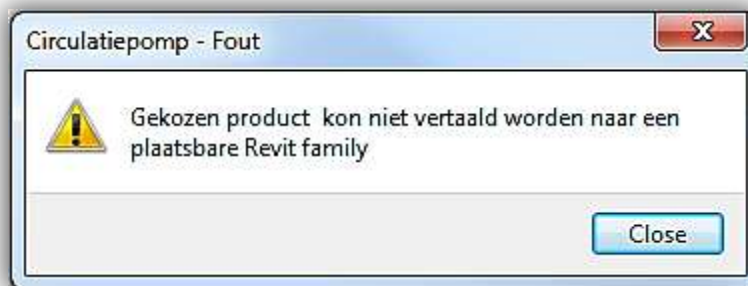 Circulatiepomp - Fout
Gekozen product  kon niet vertaald worden naar een
plaatsbare Revit family
Close